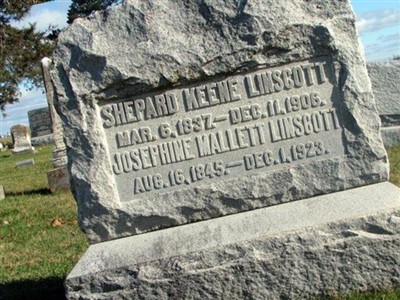 SHEPARD KEENE LINSCOTT
MAR. 6. 1837.—DEC. 11. 1906.
JOSEPHINE MALLETT LINSCOTT
AUG. 16. 1845.—DEC. 1. 1923.